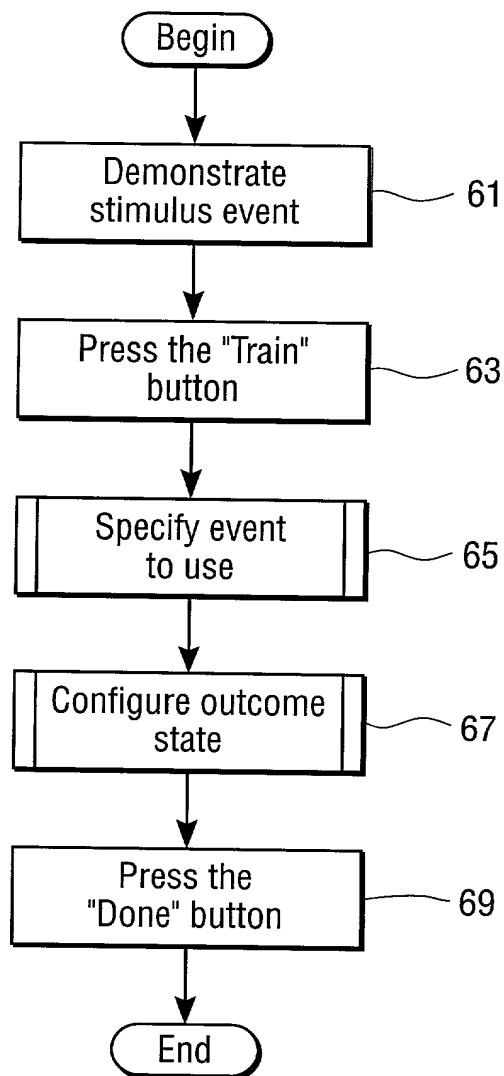 Begin
Demonstrate
stimulus event
61
Press the "Train"
button
63
Specify event
to use
65
Configure outcome
state
67
Press the
"Done" button
69
End